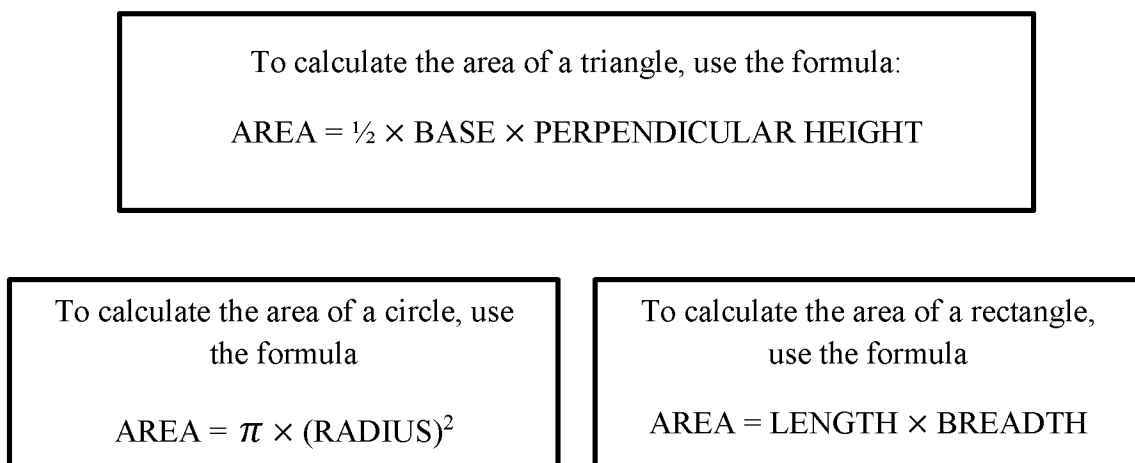 To calculate the area of a triangle, use the formula:
AREA = ½ × BASE × PERPENDICULAR HEIGHT
To calculate the area of a circle, use
the formula
AREA = π × (RADIUS)²
To calculate the area of a rectangle,
use the formula
AREA = LENGTH × BREADTH